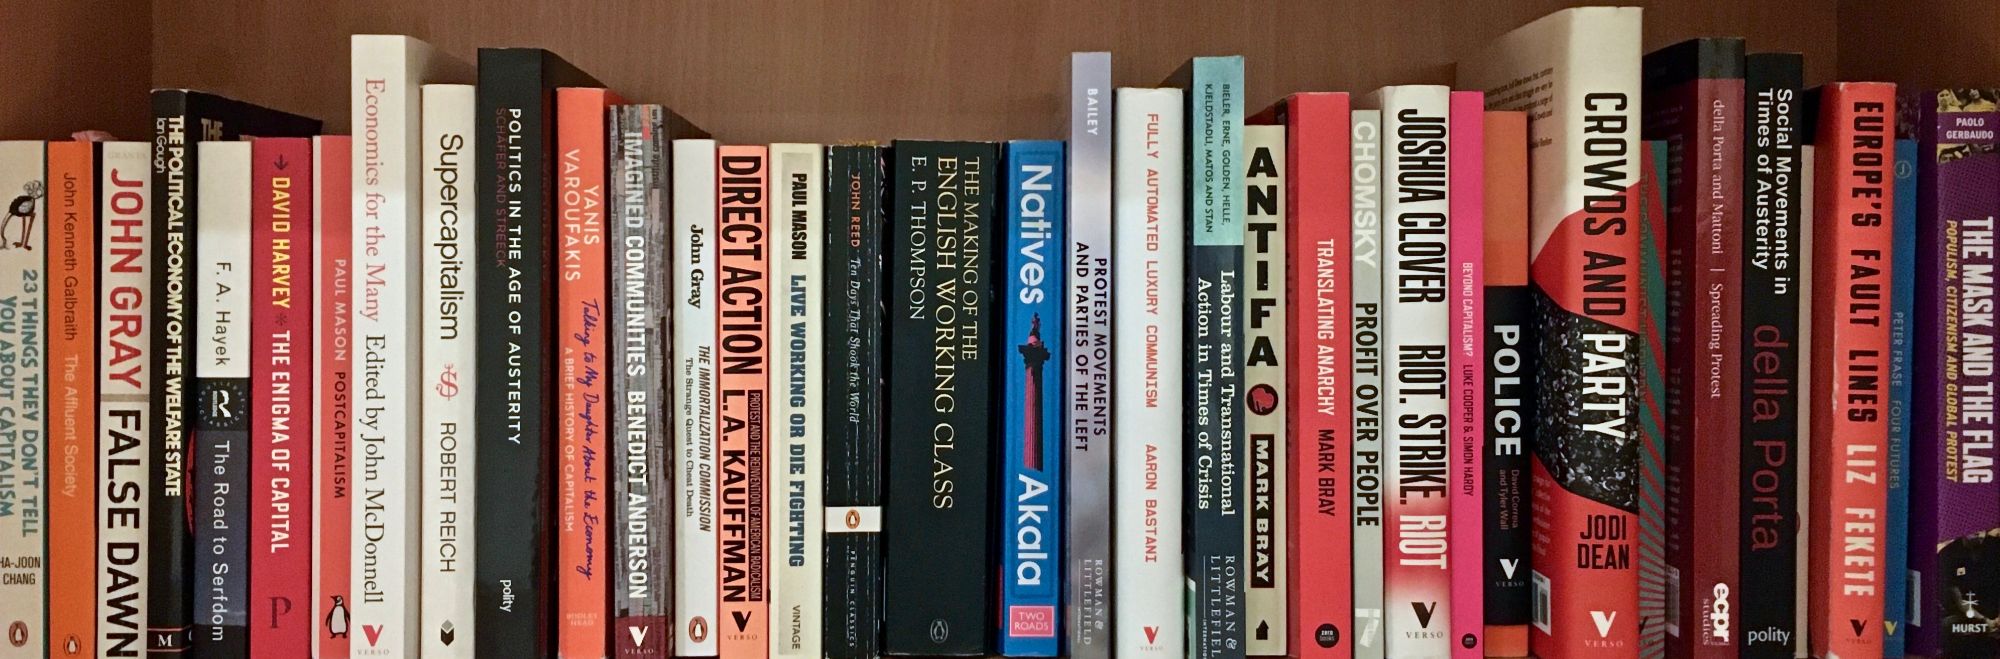 23 THINGS THEY DON'T TELL
YOU ABOUT CAPITALISM
HA-JOON
CHANG
John Kenneth Galbraith The Affluent Society
GRANTA
JOHN GRAY FALSE DAWN
THE POLITICAL ECONOMY OF THE WELFARE STATE
Ian Gough
M
THE
F. A. Hayek
The Road to Serfdom
DAVID HARVEY * THE ENIGMA OF CAPITAL
P
PAUL MASON POSTCAPITALISM
Economics for the Many Edited by John McDonnell
VERSO
Supercapitalism ROBERT REICH
POLITICS IN THE AGE OF AUSTERITY
SCHÄFER AND STREECK
polity
YANIS
VAROUFAKIS
Talking to My Daughter About the Economy
A BRIEF HISTORY OF CAPITALISM
BODLEY
HEAD
IMAGINED COMMUNITIES BENEDICT ANDERSON
John Gray
THE IMMORTALIZATION COMMISSION
The Strange Quest to Cheat Death
DIRECT ACTION L.A. KAUFFMAN
PROTEST AND THE REINVENTION OF AMERICAN RADICALISM
VERSO
PAUL MASON LIVE WORKING OR DIE FIGHTING
VINTAGE
JOHN REED Ten Days That Shook the World
PENGUIN CLASSICS
THE MAKING OF THE
ENGLISH WORKING CLASS
E. P. THOMPSON
Natives Akala
TWO
ROADS
BAILEY
PROTEST MOVEMENTS
AND PARTIES OF THE LEFT
ROWMAN &
LITTLEFIELD
FULLY AUTOMATED LUXURY COMMUNISM AARON BASTANI
VERSO
BIELER, ERNE, GOLDEN, HELLE,
KJELDSTADLI, MATOS AND STAN
Labour and Transnational
Action in Times of Crisis
ROWMAN &
LITTLEFIEL
ANTIFA MARK BRAY
TRANSLATING ANARCHY MARK BRAY
ZERO
BOOKS
CHOMSKY PROFIT OVER PEOPLE
JOSHUA CLOVER RIOT. STRIKE. RIOT
VERSO
BEYOND CAPITALISM? LUKE COOPER & SIMON HARDY
POLICE
David Correia
and Tyler Wall
VERSO
CROWDS AND PARTY
JODI
DEAN
VERSO
della Porta and Mattoni | Spreading Protest
ecpr
studies
Social Movements in
Times of Austerity
della Porta
polity
EUROPE'S FAULT LINES LIZ FEKETE
VERSO
PETER FRASE FOUR FUTURES
PAOLO
GERBAUDO
THE MASK AND THE FLAG
POPULISM, CITIZENISM AND GLOBAL PROTEST
HURST